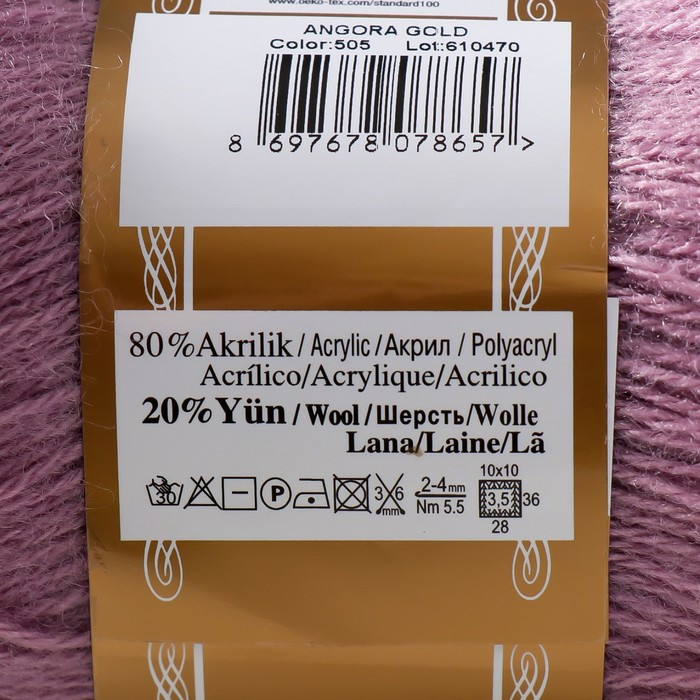 www.oeko-tex.com/standard100
ANGORA GOLD
Color:505 Lot:610470
8 697678 078657 >
80%Akrilik / Acrylic / Акрил / Polyacryl
Acrílico/Acrylique/Acrilico
20% Yün / Wool / Шерсть/Wolle
Lana/Laine/Lã
30 P 3 6 mm 2-4 mm Nm 5.5 10x10 3,5 36 28